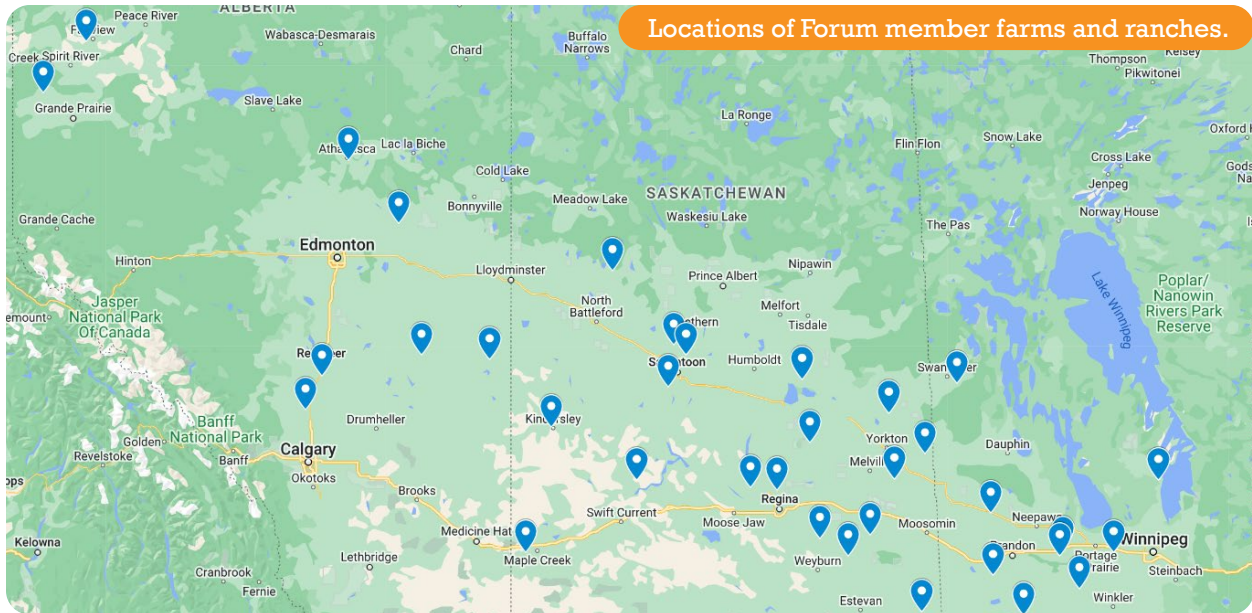 Locations of Forum member farms and ranches.
ALBERTA
Peace River
Wabasca-Desmarais
Chard
Buffalo
Narrows
Kelsey
Thompson
Pikwitonei
Creek
Spirit River
Grande Prairie
Slave Lake
La Ronge
Flin Flon
Snow Lake
Oxford
Cross Lake
Jenpeg
Norway House
Lac la Biche
Cold Lake
Bonnyville
Meadow Lake
SASKATCHEWAN
Waskesiu Lake
The Pas
Grande Cache
Edmonton
Hinton
Lloydminster
Prince Albert
Nipawin
Lake Winnipeg
Poplar/
Nanowin
Rivers Park
Reserve
Jasper
National Park
Of Canada
North
Battleford
Melfort
Tisdale
Humboldt
Drumheller
Banff
National Park
Golden
Revelstoke
Banff
Calgary
Okotoks
Brooks
Yorkton
Dauphin
Regina
Moose Jaw
Swift Current
Medicine Hat
Maple Creek
Lethbridge
Kelowna
Cranbrook
Fernie
Weyburn
Estevan
Moosomin
Portage
Winnipeg
Steinbach
Winkler